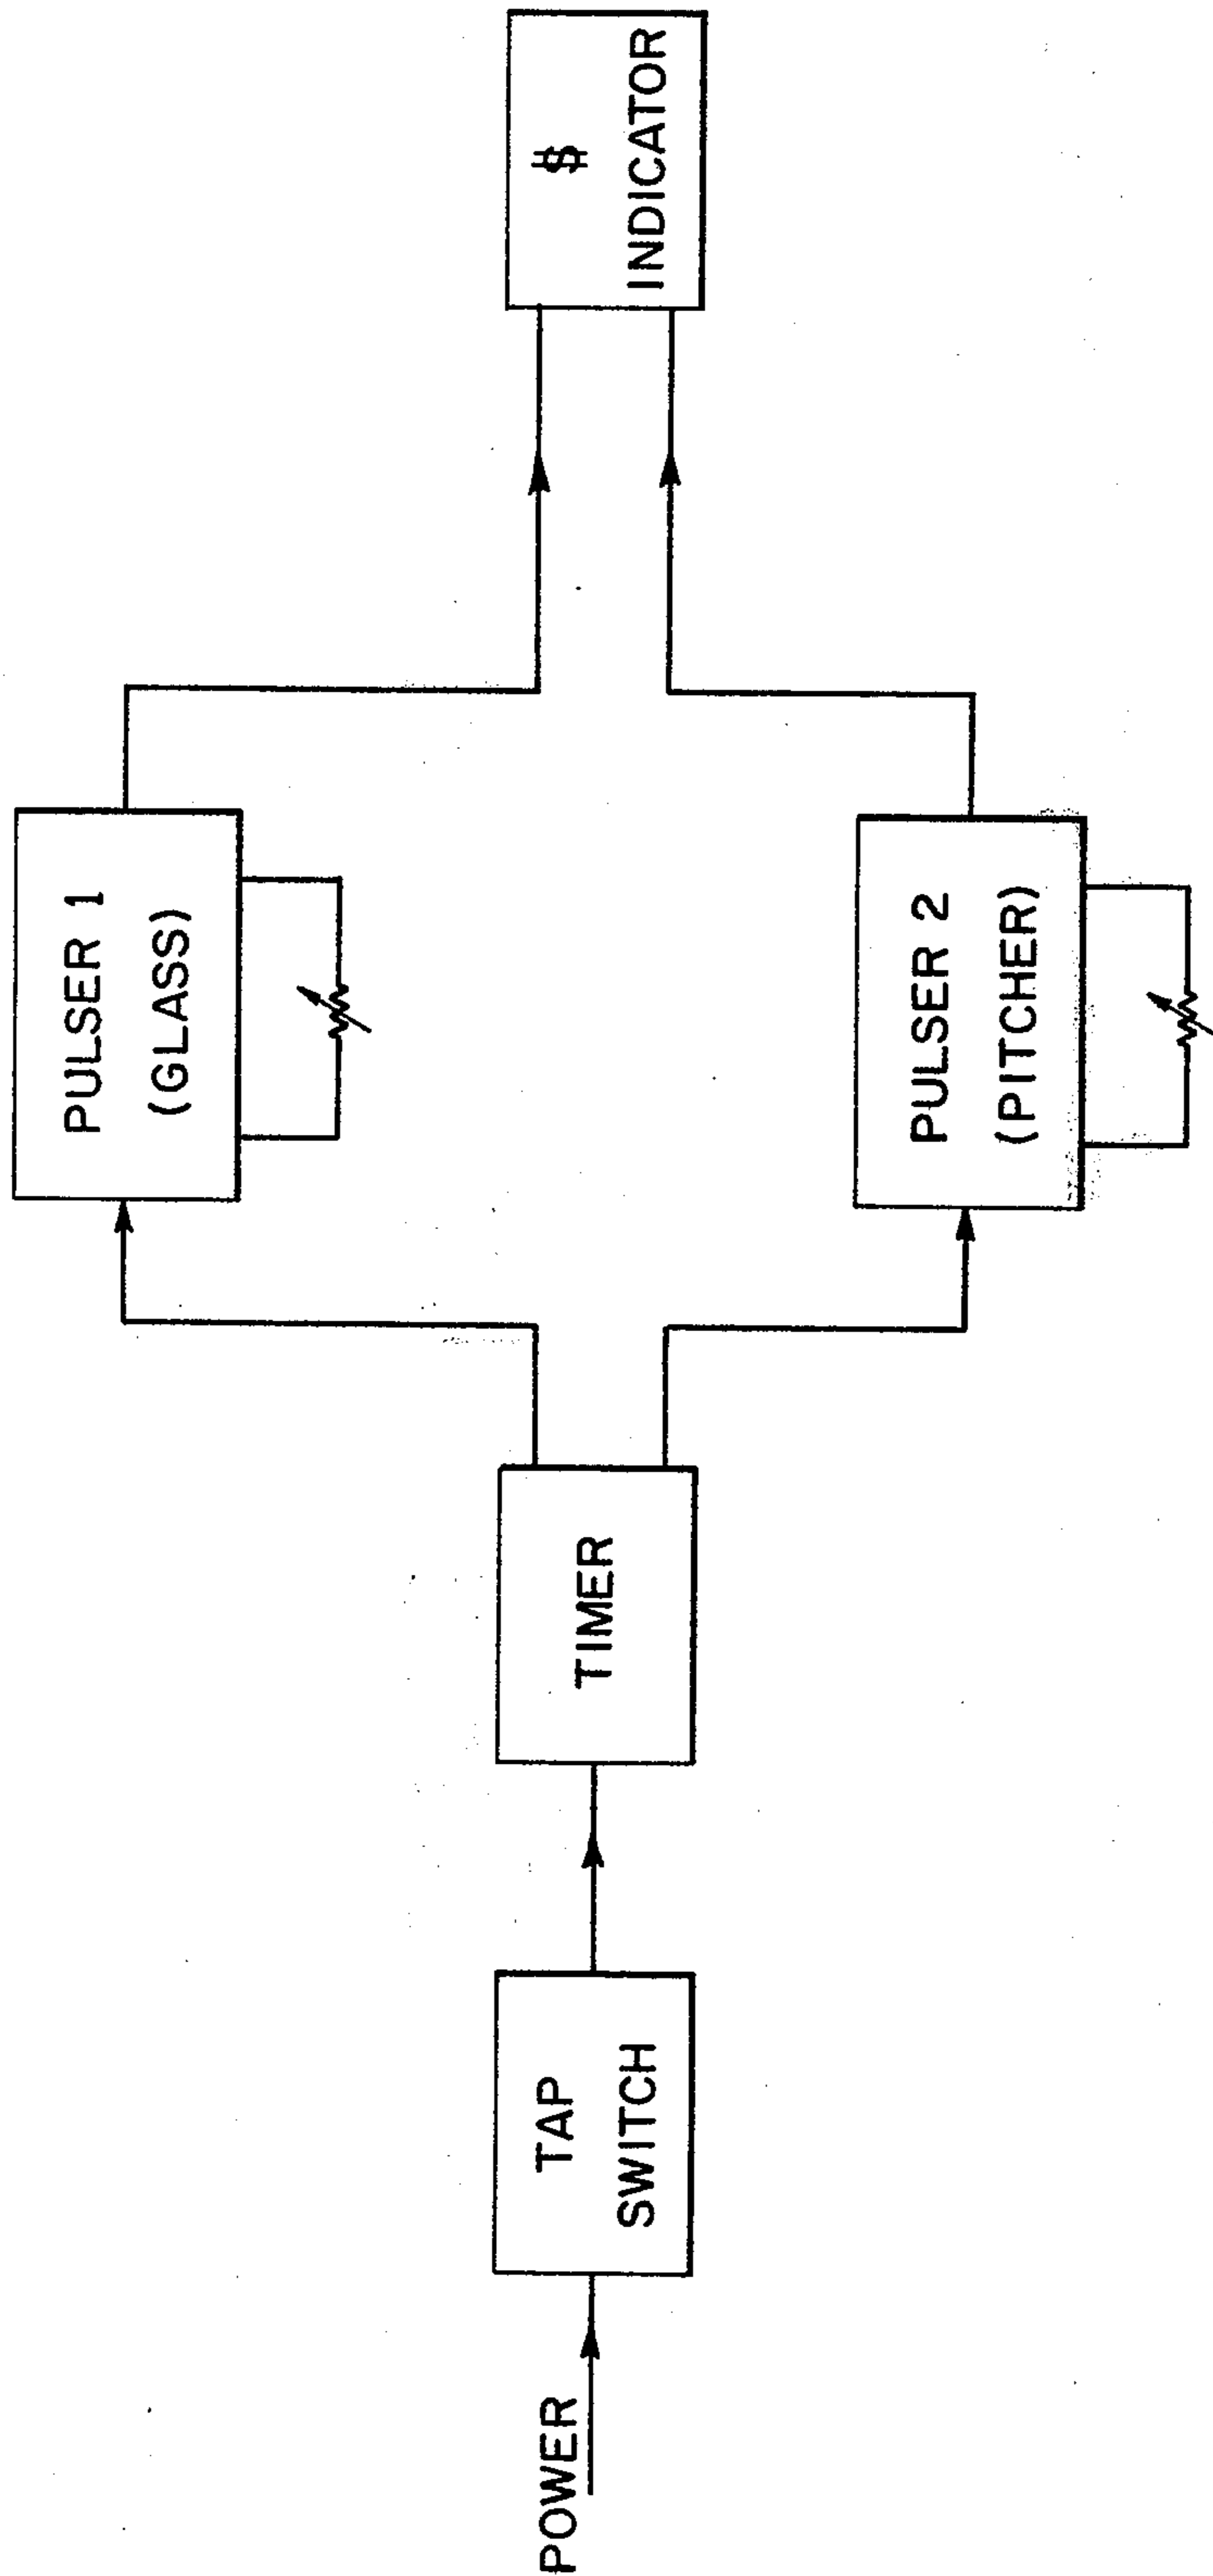 POWER
TAP
SWITCH
TIMER
PULSER 1
(GLASS)
PULSER 2
(PITCHER)
$
INDICATOR